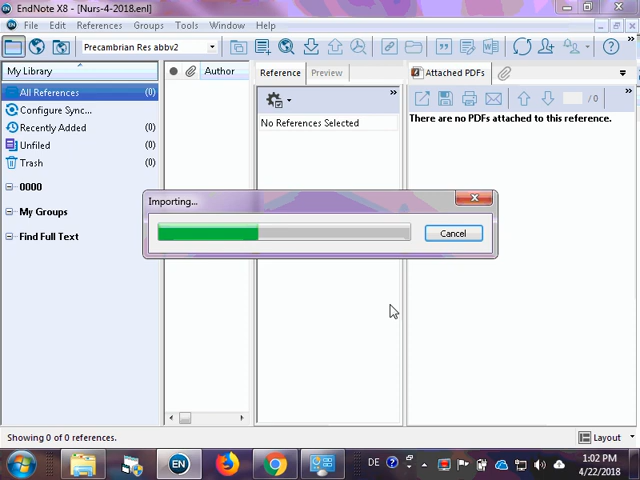 EndNote X8 - [Nurs-4-2018.enl]
File Edit References Groups Tools Window Help
Precambrian Res abbv2
My Library
Author
Reference
Preview
Attached PDFs
All References (0)
Configure Sync...
Recently Added (0)
Unfiled (0)
Trash (0)
0000
My Groups
Find Full Text
No References Selected
/ 0
There are no PDFs attached to this reference.
Importing...
Cancel
Showing 0 of 0 references.
Layout
EN
DE
1:02 PM
4/22/2018